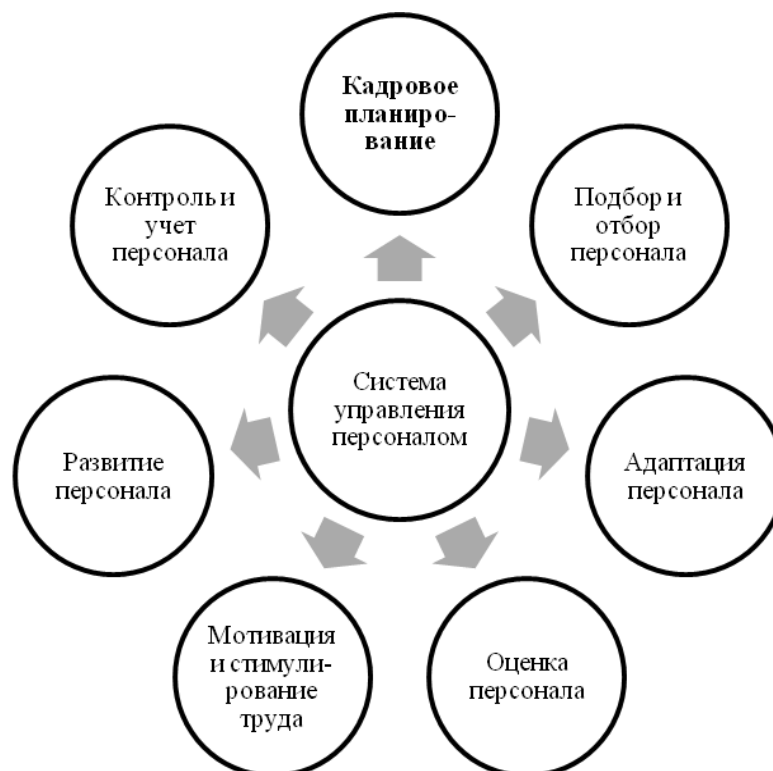 Кадровое
планиро-
вание
Подбор и
отбор
персонала
Адаптация
персонала
Оценка
персонала
Мотивация
и стимули-
рование
труда
Развитие
персонала
Контроль и
учет
персонала
Система
управления
персоналом